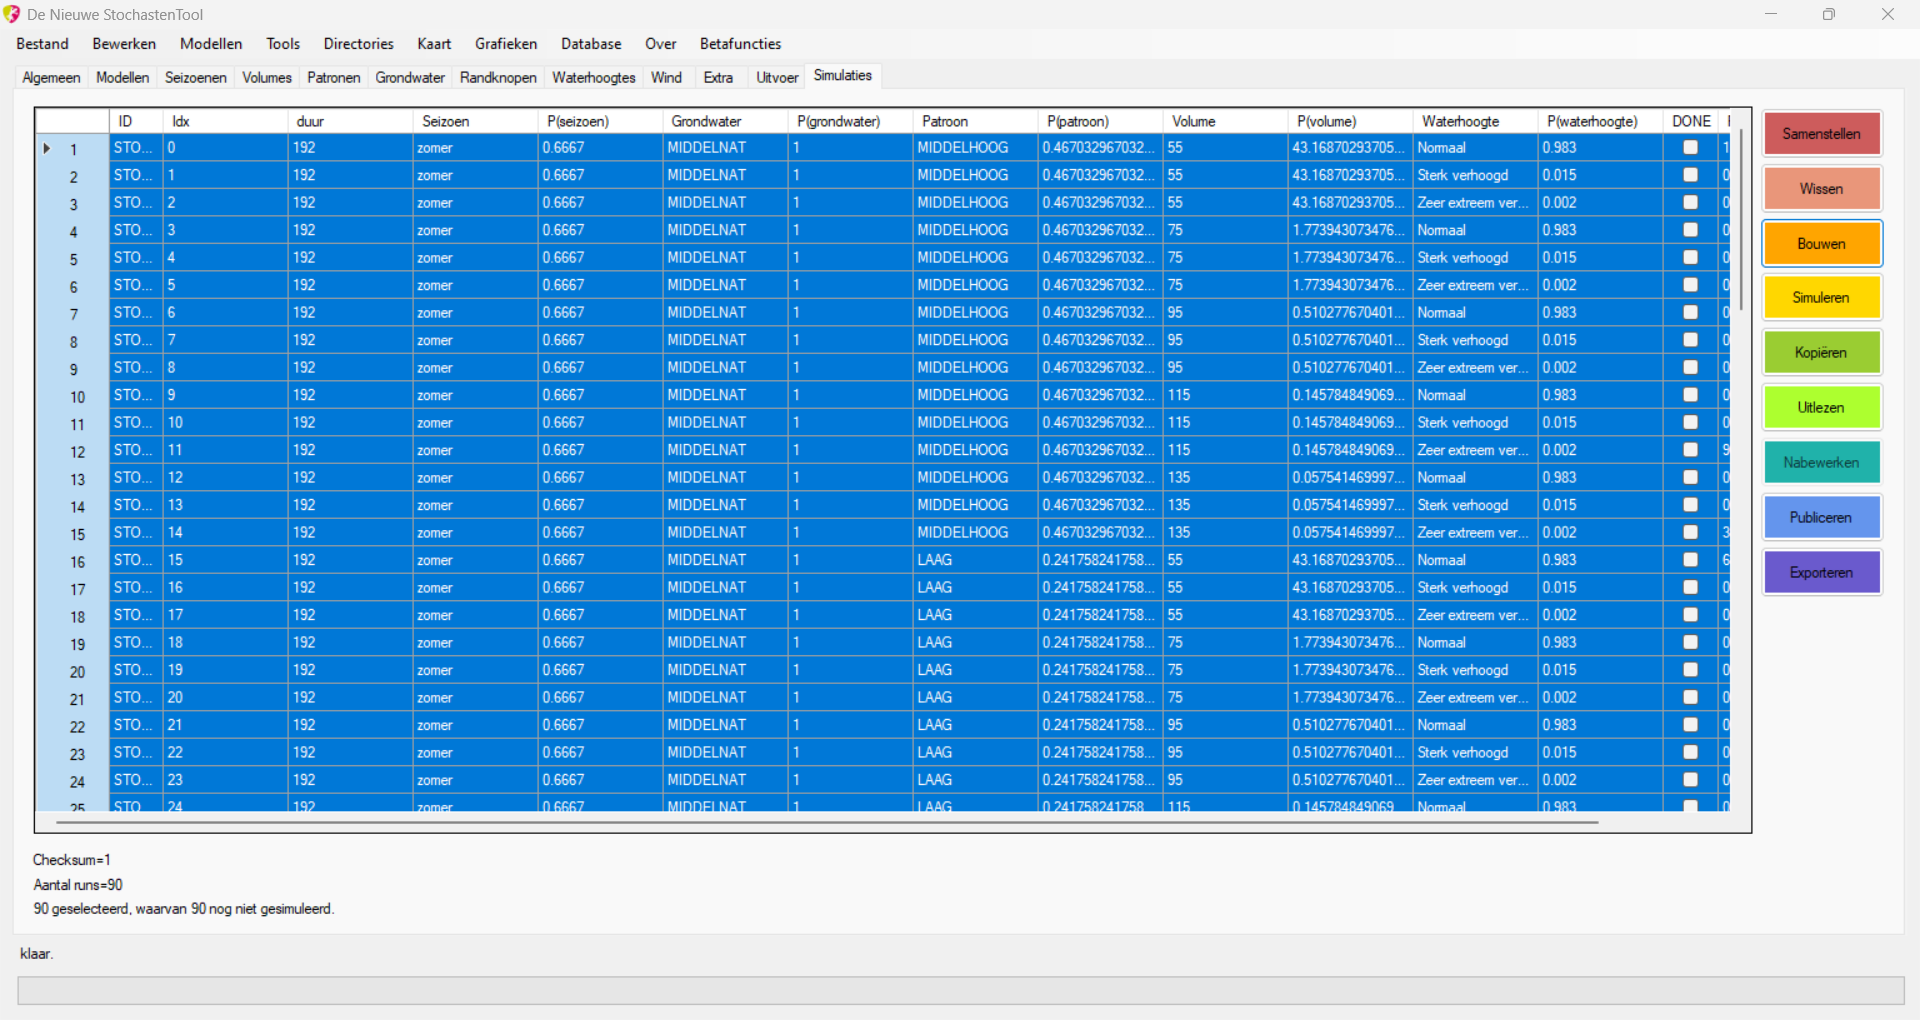 De Nieuwe StochastenTool
Bestand Bewerken Modellen Tools Directories Kaart Grafieken Database Over Betafuncties
Algemeen Modellen Seizoenen Volumes Patronen Grondwater Randknopen Waterhoogtes Wind Extra Uitvoer Simulaties
ID Idx duur Seizoen P(seizoen) Grondwater P(grondwater) Patroon P(patroon) Volume P(volume) Waterhoogte P(waterhoogte) DONE
1 STO... 0 192 zomer 0.6667 MIDDELNAT 1 MIDDELHOOG 0.467032967032... 55 43.16870293705... Normaal 0.983 1
2 STO... 1 192 zomer 0.6667 MIDDELNAT 1 MIDDELHOOG 0.467032967032... 55 43.16870293705... Sterk verhoogd 0.015 0
3 STO... 2 192 zomer 0.6667 MIDDELNAT 1 MIDDELHOOG 0.467032967032... 55 43.16870293705... Zeer extreem ver... 0.002 0
4 STO... 3 192 zomer 0.6667 MIDDELNAT 1 MIDDELHOOG 0.467032967032... 75 1.773943073476... Normaal 0.983 0
5 STO... 4 192 zomer 0.6667 MIDDELNAT 1 MIDDELHOOG 0.467032967032... 75 1.773943073476... Sterk verhoogd 0.015 0
6 STO... 5 192 zomer 0.6667 MIDDELNAT 1 MIDDELHOOG 0.467032967032... 75 1.773943073476... Zeer extreem ver... 0.002 0
7 STO... 6 192 zomer 0.6667 MIDDELNAT 1 MIDDELHOOG 0.467032967032... 95 0.510277670401... Normaal 0.983 0
8 STO... 7 192 zomer 0.6667 MIDDELNAT 1 MIDDELHOOG 0.467032967032... 95 0.510277670401... Sterk verhoogd 0.015 0
9 STO... 8 192 zomer 0.6667 MIDDELNAT 1 MIDDELHOOG 0.467032967032... 95 0.510277670401... Zeer extreem ver... 0.002 0
10 STO... 9 192 zomer 0.6667 MIDDELNAT 1 MIDDELHOOG 0.467032967032... 115 0.145784849069... Normaal 0.983 0
11 STO... 10 192 zomer 0.6667 MIDDELNAT 1 MIDDELHOOG 0.467032967032... 115 0.145784849069... Sterk verhoogd 0.015 0
12 STO... 11 192 zomer 0.6667 MIDDELNAT 1 MIDDELHOOG 0.467032967032... 115 0.145784849069... Zeer extreem ver... 0.002 9
13 STO... 12 192 zomer 0.6667 MIDDELNAT 1 MIDDELHOOG 0.467032967032... 135 0.057541469997... Normaal 0.983 0
14 STO... 13 192 zomer 0.6667 MIDDELNAT 1 MIDDELHOOG 0.467032967032... 135 0.057541469997... Sterk verhoogd 0.015 0
15 STO... 14 192 zomer 0.6667 MIDDELNAT 1 MIDDELHOOG 0.467032967032... 135 0.057541469997... Zeer extreem ver... 0.002 3
16 STO... 15 192 zomer 0.6667 MIDDELNAT 1 LAAG 0.241758241758... 55 43.16870293705... Normaal 0.983 6
17 STO... 16 192 zomer 0.6667 MIDDELNAT 1 LAAG 0.241758241758... 55 43.16870293705... Sterk verhoogd 0.015 0
18 STO... 17 192 zomer 0.6667 MIDDELNAT 1 LAAG 0.241758241758... 55 43.16870293705... Zeer extreem ver... 0.002 0
19 STO... 18 192 zomer 0.6667 MIDDELNAT 1 LAAG 0.241758241758... 75 1.773943073476... Normaal 0.983 0
20 STO... 19 192 zomer 0.6667 MIDDELNAT 1 LAAG 0.241758241758... 75 1.773943073476... Sterk verhoogd 0.015 0
21 STO... 20 192 zomer 0.6667 MIDDELNAT 1 LAAG 0.241758241758... 75 1.773943073476... Zeer extreem ver... 0.002 0
22 STO... 21 192 zomer 0.6667 MIDDELNAT 1 LAAG 0.241758241758... 95 0.510277670401... Normaal 0.983 0
23 STO... 22 192 zomer 0.6667 MIDDELNAT 1 LAAG 0.241758241758... 95 0.510277670401... Sterk verhoogd 0.015 0
24 STO... 23 192 zomer 0.6667 MIDDELNAT 1 LAAG 0.241758241758... 95 0.510277670401... Zeer extreem ver... 0.002 0
25 STO 24 192 zomer 0.6667 MIDDELNAT 1 LAAG 0.241758241758 115 0.145784849069 Normaal 0.983 0
Samenstellen
Wissen
Bouwen
Simuleren
Kopiëren
Uitlezen
Nabewerken
Publiceren
Exporteren
Checksum=1
Aantal runs=90
90 geselecteerd, waarvan 90 nog niet gesimuleerd.
klaar.